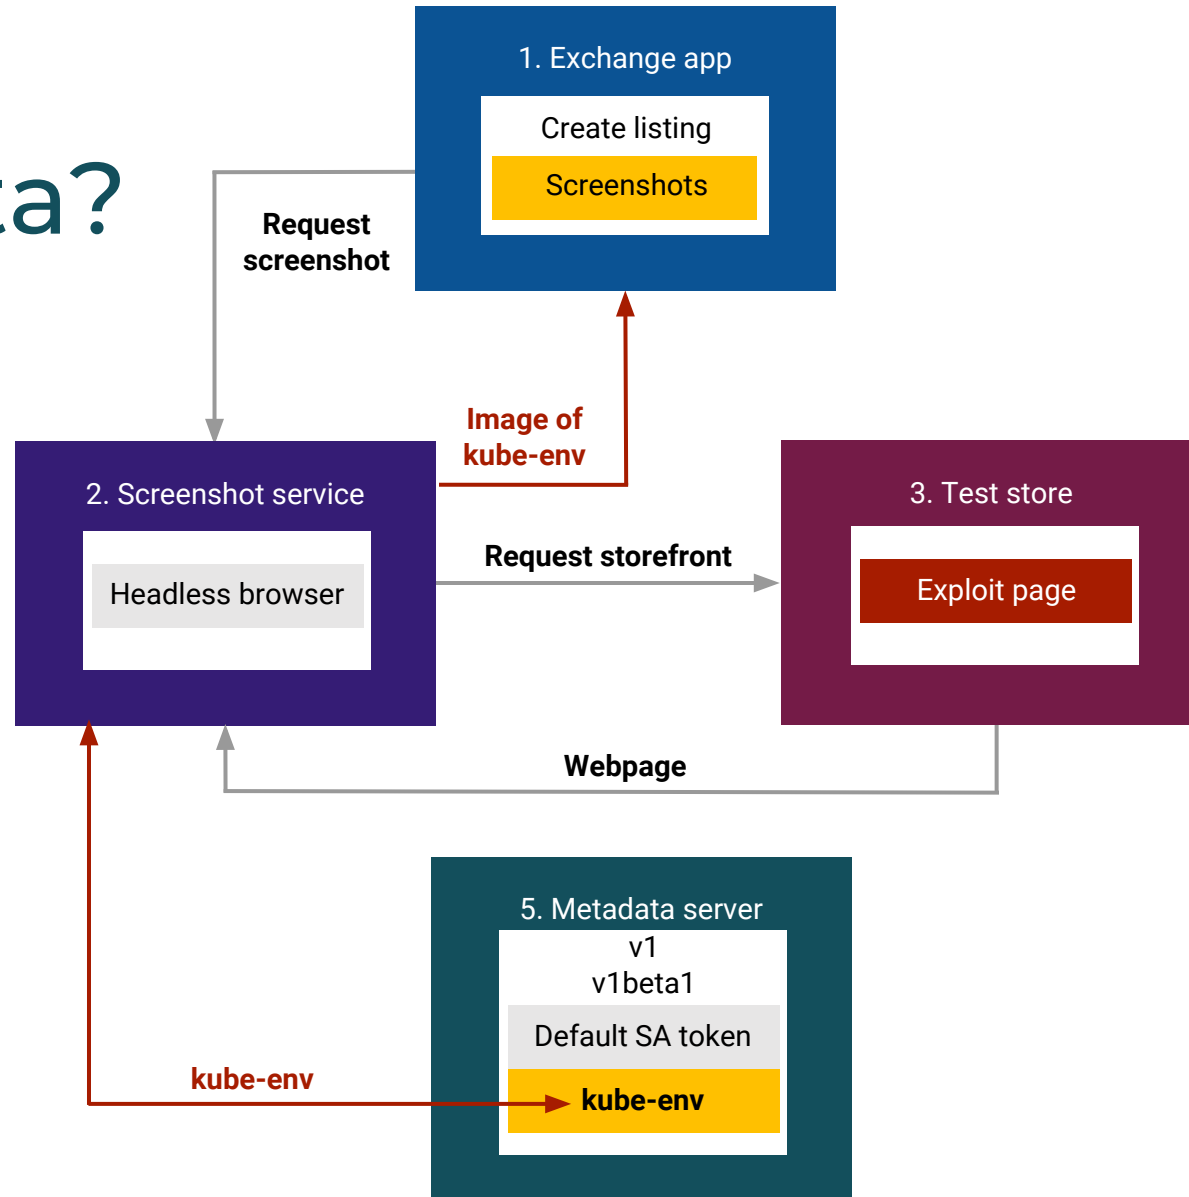 1. Exchange app
Create listing
Screenshots
ta?
Request
screenshot
Image of
kube-env
2. Screenshot service
Headless browser
Request storefront
3. Test store
Exploit page
Webpage
5. Metadata server
v1
v1beta1
Default SA token
kube-env
kube-env